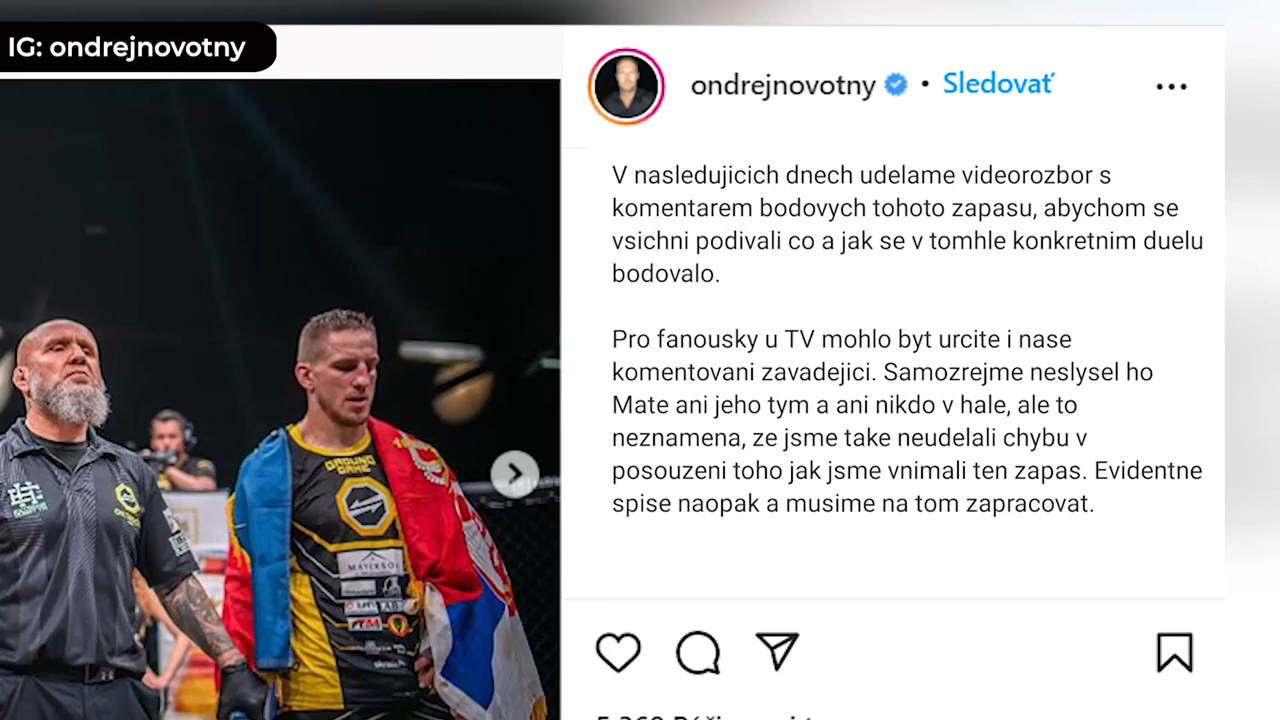 IG: ondrejnovotny
ondrejnovotny • Sledovať
V nasledujicich dnech udelame videorozbor s
komentarem bodovych tohoto zapasu, abychom se
vsichni podivali co a jak se v tomhle konkretnim duelu
bodovalo.
Pro fanousky u TV mohlo byt urcite i nase
komentovani zavadejici. Samozrejme neslysel ho
Mate ani jeho tym a ani nikdo v hale, ale to
neznamena, ze jsme take neudelali chybu v
posouzeni toho jak jsme vnimali ten zapas. Evidentne
spise naopak a musime na tom zapracovat.
GROUND
GAME